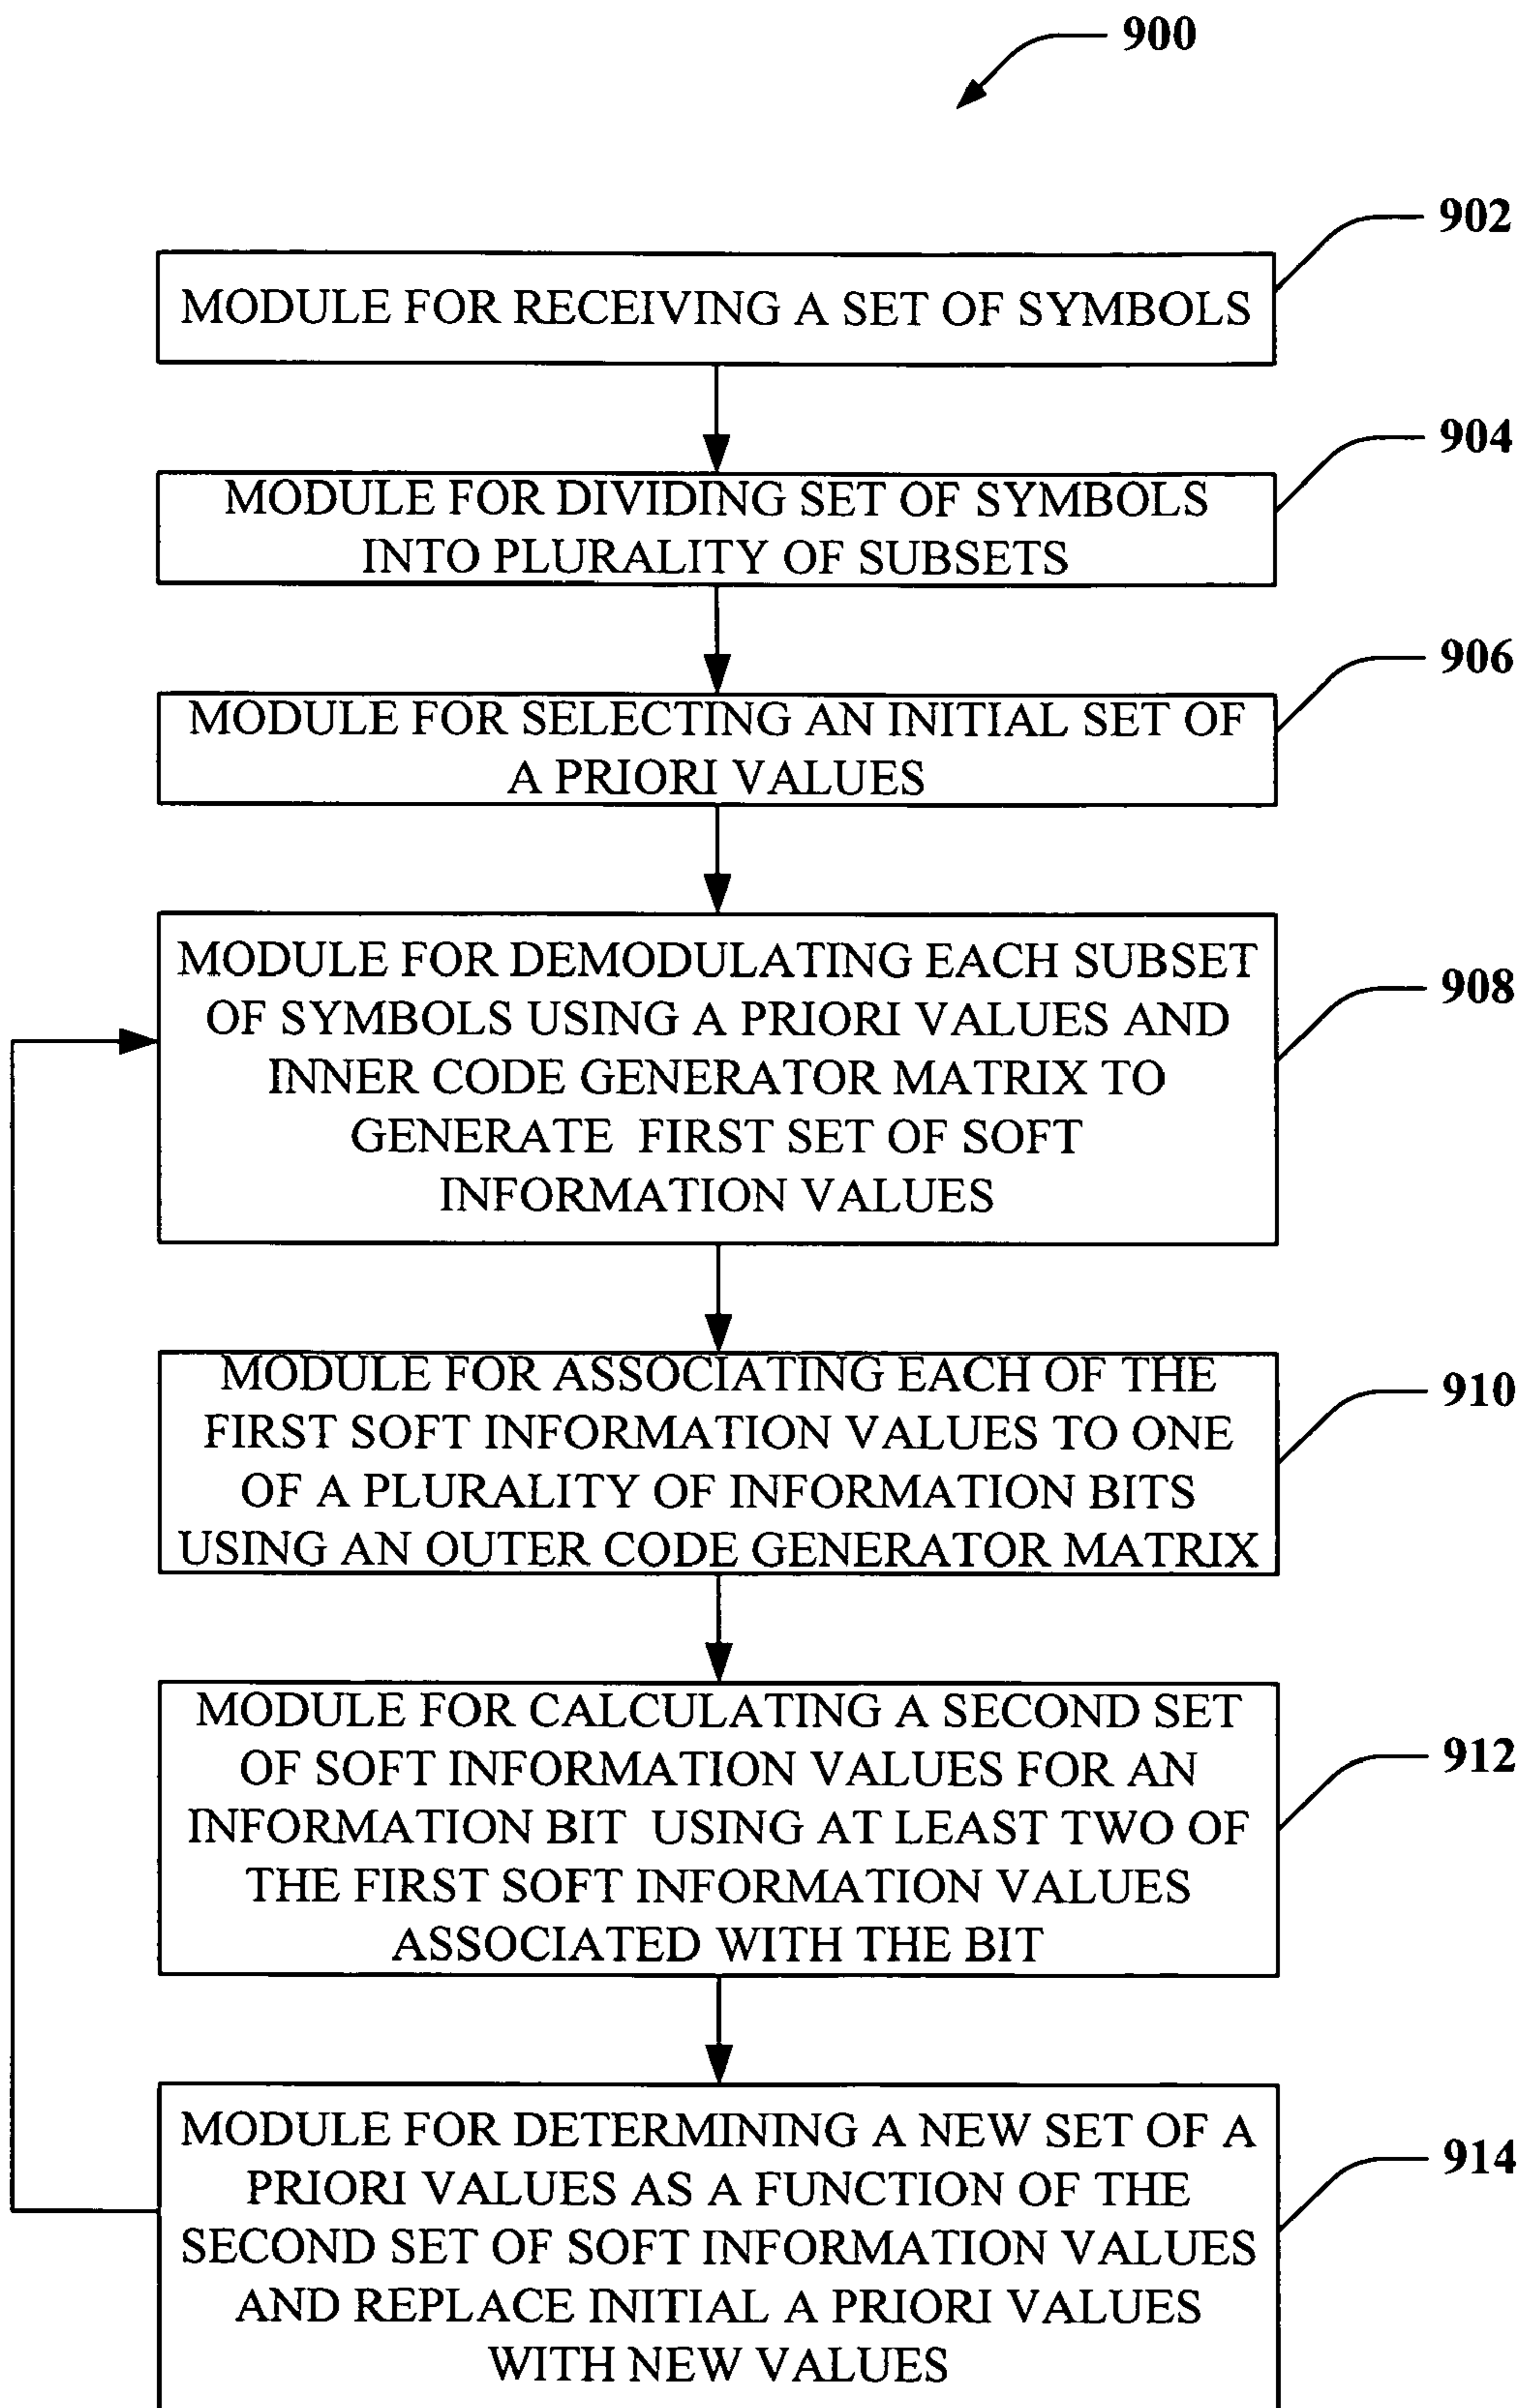 900
902
MODULE FOR RECEIVING A SET OF SYMBOLS
904
MODULE FOR DIVIDING SET OF SYMBOLS
INTO PLURALITY OF SUBSETS
906
MODULE FOR SELECTING AN INITIAL SET OF
A PRIORI VALUES
908
MODULE FOR DEMODULATING EACH SUBSET
OF SYMBOLS USING A PRIORI VALUES AND
INNER CODE GENERATOR MATRIX TO
GENERATE FIRST SET OF SOFT
INFORMATION VALUES
910
MODULE FOR ASSOCIATING EACH OF THE
FIRST SOFT INFORMATION VALUES TO ONE
OF A PLURALITY OF INFORMATION BITS
USING AN OUTER CODE GENERATOR MATRIX
912
MODULE FOR CALCULATING A SECOND SET
OF SOFT INFORMATION VALUES FOR AN
INFORMATION BIT USING AT LEAST TWO OF
THE FIRST SOFT INFORMATION VALUES
ASSOCIATED WITH THE BIT
914
MODULE FOR DETERMINING A NEW SET OF A
PRIORI VALUES AS A FUNCTION OF THE
SECOND SET OF SOFT INFORMATION VALUES
AND REPLACE INITIAL A PRIORI VALUES
WITH NEW VALUES